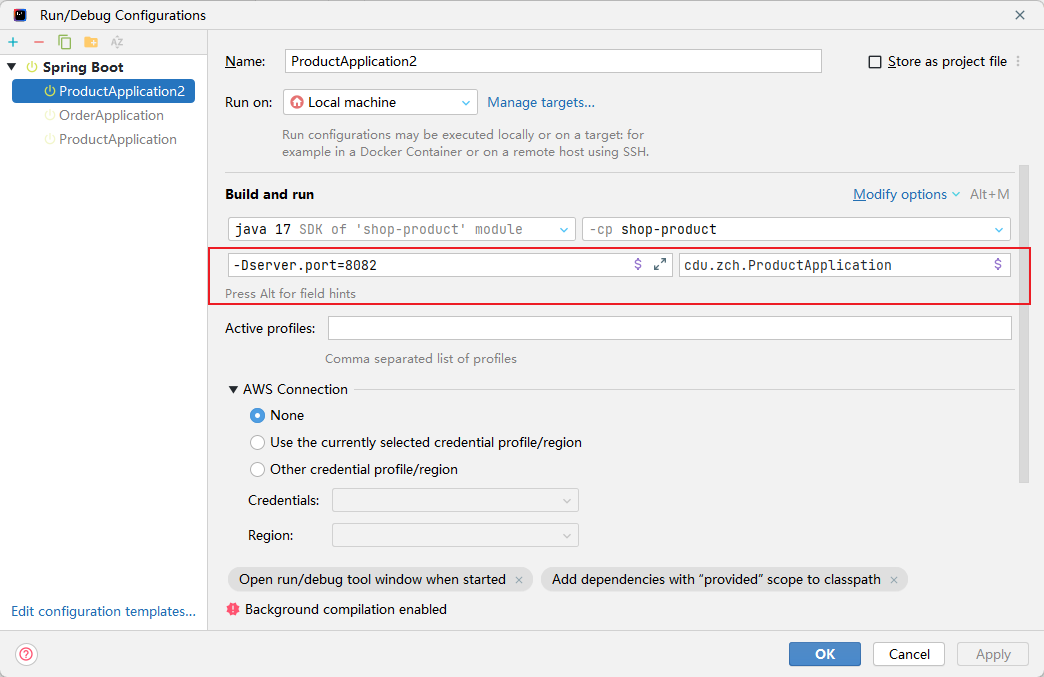 Run/Debug Configurations
Spring Boot
ProductApplication2
OrderApplication
ProductApplication
Edit configuration templates...
Name: ProductApplication2 Store as project file
Run on: Local machine Manage targets...
Run configurations may be executed locally or on a target: for
example in a Docker Container or on a remote host using SSH.
Build and run Modify options Alt+M
java 17 SDK of 'shop-product' module -cp shop-product
-Dserver.port=8082 $ cdu.zch.ProductApplication $
Press Alt for field hints
Active profiles:
Comma separated list of profiles
AWS Connection
None
Use the currently selected credential profile/region
Other credential profile/region
Credentials:
Region:
Open run/debug tool window when started × Add dependencies with “provided” scope to classpath ×
Background compilation enabled
? OK Cancel Apply